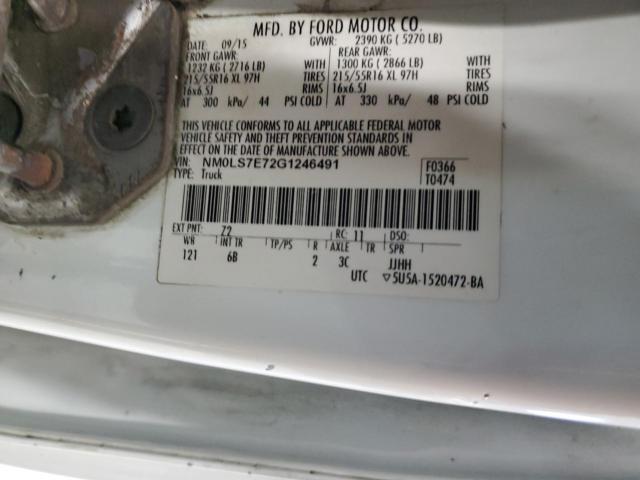 MFD. BY FORD MOTOR CO.
DATE: 09/15 GVWR: 2390 KG ( 5270 LB)
FRONT GAWR: REAR GAWR:
1232 KG ( 2716 LB) WITH 1300 KG ( 2866 LB) WITH
215/55R16 XL 97H TIRES 215/55R16 XL 97H TIRES
16x6.5J RIMS 16x6.5J RIMS
AT 300 kPa/ 44 PSI COLD AT 330 kPa/ 48 PSI COLD
THIS VEHICLE CONFORMS TO ALL APPLICABLE FEDERAL MOTOR
VEHICLE SAFETY AND THEFT PREVENTION STANDARDS IN EFFECT
ON THE DATE OF MANUFACTURE SHOWN ABOVE.
VIN: NM0LS7E72G1246491 F0366
TYPE: Truck T0474
EXT PNT: Z2 RC: 11 DSO:
WB INT TR TP/PS R AXLE TR SPR
121 6B 2 3C JJHH
UTC ▽5U5A-1520472-BA